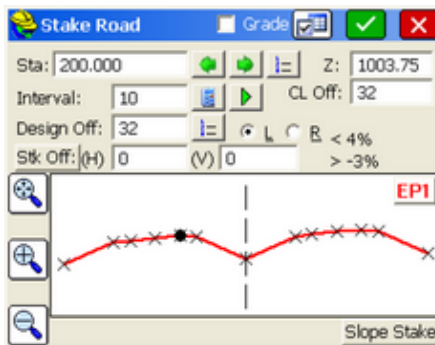 Stake Road Grade
Sta: 200.000 Z: 1003.75
Interval: 10 CL Off: 32
Design Off: 32 L R < 4%
Stk Off: (H) 0 (V) 0 > -3%
EP1
Slope Stake